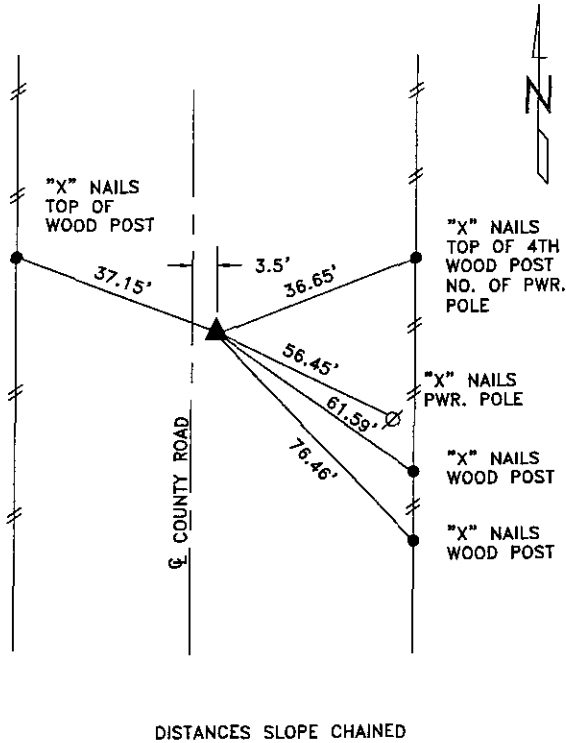 N
"X" NAILS
TOP OF
WOOD POST
37.15'
3.5'
36.65'
"X" NAILS
TOP OF 4TH
WOOD POST
NO. OF PWR.
POLE
56.45'
"X" NAILS
PWR. POLE
61.59'
"X" NAILS
WOOD POST
76.46'
"X" NAILS
WOOD POST
℄ COUNTY ROAD
DISTANCES SLOPE CHAINED